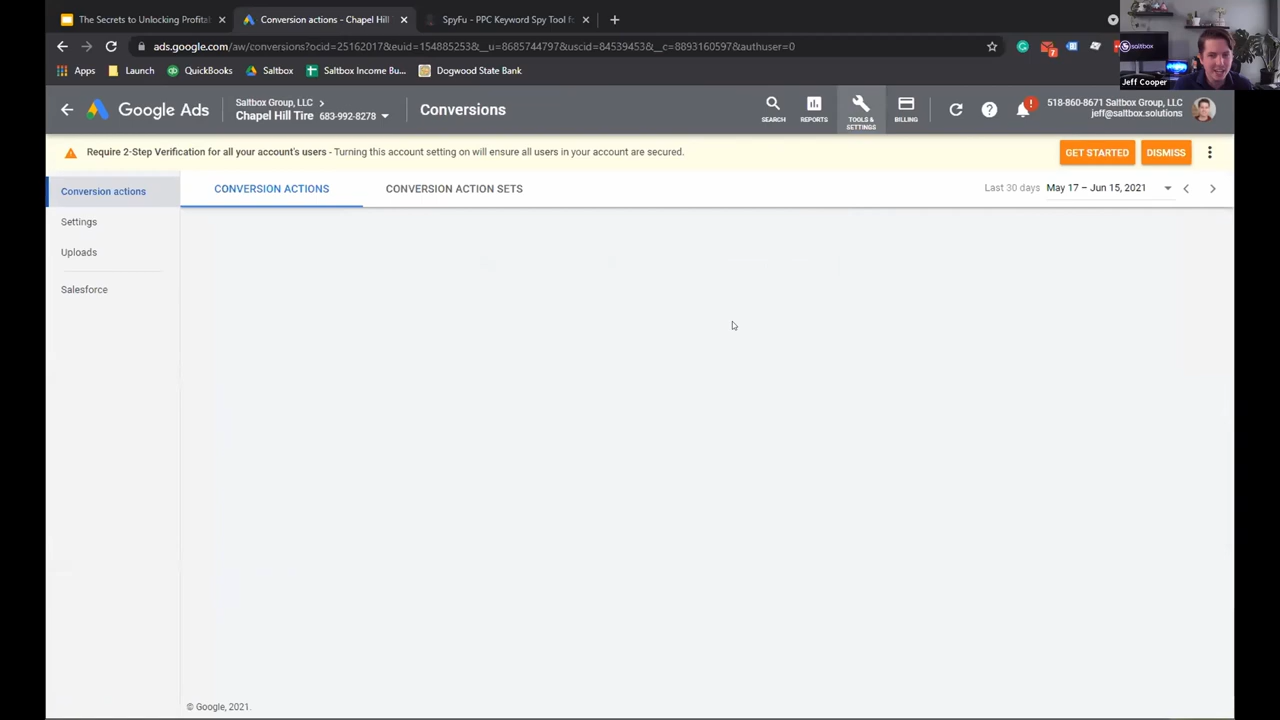 The Secrets to Unlocking Profital
Conversion actions - Chapel Hill
SpyFu - PPC Keyword Spy Tool fo
ads.google.com/aw/conversions?ocid=25162017&euid=154885253&__u=8685744797&uscid=84539453&__c=8893160597&authuser=0
7
Apps
Launch
QuickBooks
Saltbox
Saltbox Income Bu...
Dogwood State Bank
saltbox
Jeff Cooper
Google Ads
Saltbox Group, LLC
Chapel Hill Tire 683-992-8278
Conversions
SEARCH
REPORTS
TOOLS & SETTINGS
BILLING
518-860-8671 Saltbox Group, LLC
jeff@saltbox.solutions
Require 2-Step Verification for all your account's users - Turning this account setting on will ensure all users in your account are secured.
GET STARTED
DISMISS
Conversion actions
Settings
Uploads
Salesforce
CONVERSION ACTIONS
CONVERSION ACTION SETS
Last 30 days May 17 – Jun 15, 2021
© Google, 2021.